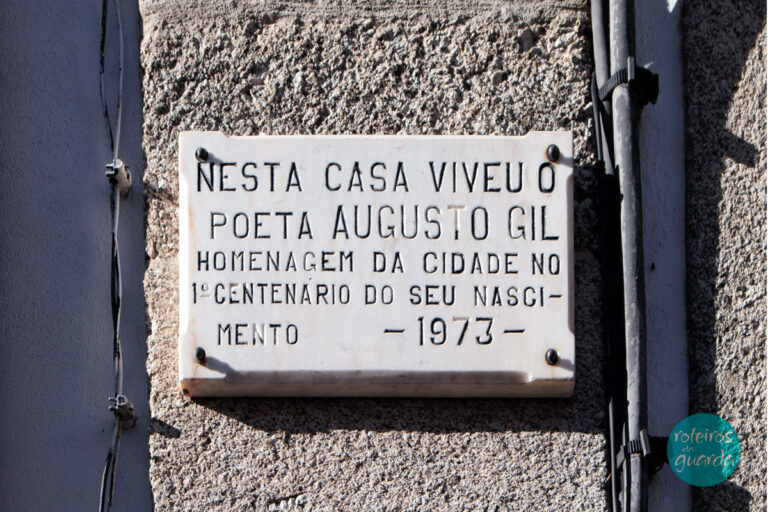 NESTA CASA VIVEU O
POETA AUGUSTO GIL
HOMENAGEM DA CIDADE NO
1º CENTENÁRIO DO SEU NASCI-
MENTO - 1973 -
roteiros
da
guarda